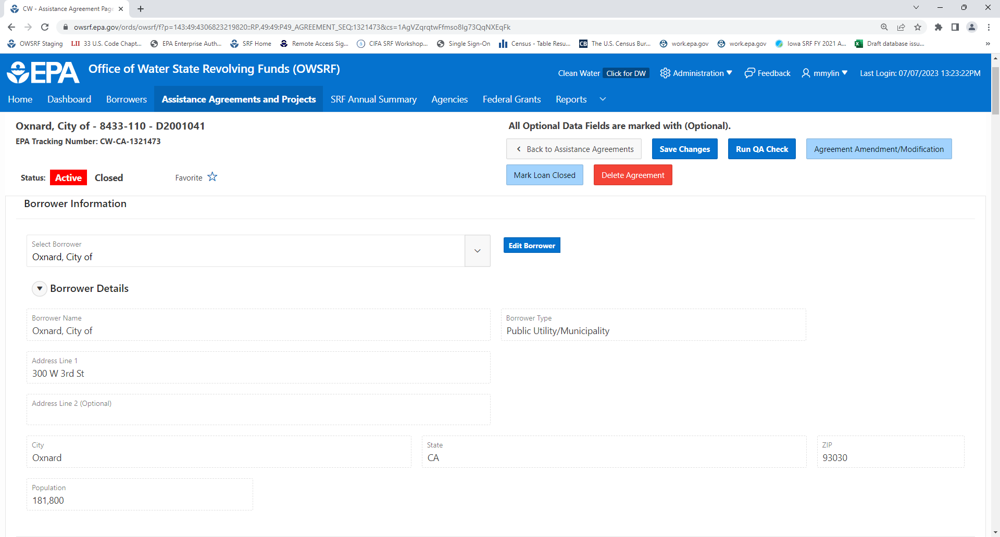 CW - Assistance Agreement Page
owsrf.epa.gov/ords/owsrf/f?p=143:49:4306823219820::RP,49:49:P49_AGREEMENT_SEQ:1321473&cs=1AgVZqrqtwFfmso8Ig73QqNXEqFk
OWSRF Staging LII 33 U.S. Code Chapt... EPA Enterprise Auth... SRF Home Remote Access Sig... CIFA SRF Workshop... Single Sign-On Census - Table Resu... CB The U.S. Census Bur... work.epa.gov work.epa.gov Iowa SRF FY 2021 A... Draft database issu... »
EPA Office of Water State Revolving Funds (OWSRF)
Clean Water Click for DW Administration Feedback mmylin Last Login: 07/07/2023 13:23:22PM
Home Dashboard Borrowers Assistance Agreements and Projects SRF Annual Summary Agencies Federal Grants Reports
Oxnard, City of - 8433-110 - D2001041
EPA Tracking Number: CW-CA-1321473
All Optional Data Fields are marked with (Optional).
Back to Assistance Agreements Save Changes Run QA Check Agreement Amendment/Modification
Mark Loan Closed Delete Agreement
Status: Active Closed Favorite
Borrower Information
Select Borrower
Oxnard, City of
Edit Borrower
Borrower Details
Borrower Name
Oxnard, City of
Borrower Type
Public Utility/Municipality
Address Line 1
300 W 3rd St
Address Line 2 (Optional)
City
Oxnard
State
CA
ZIP
93030
Population
181,800